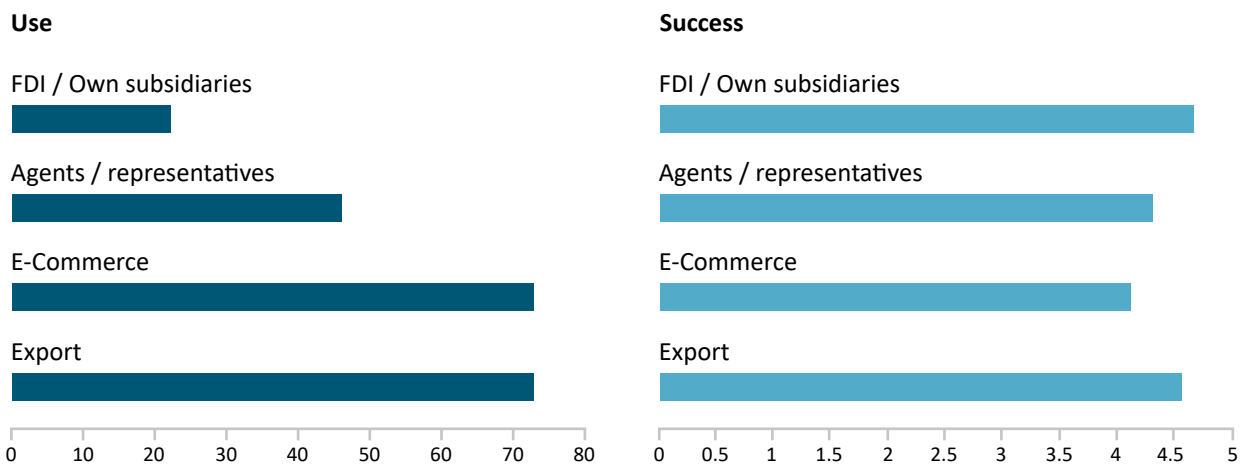 Use
FDI / Own subsidiaries
Agents / representatives
E-Commerce
Export
0 10 20 30 40 50 60 70 80
Success
FDI / Own subsidiaries
Agents / representatives
E-Commerce
Export
0 0.5 1 1.5 2 2.5 3 3.5 4 4.5 5